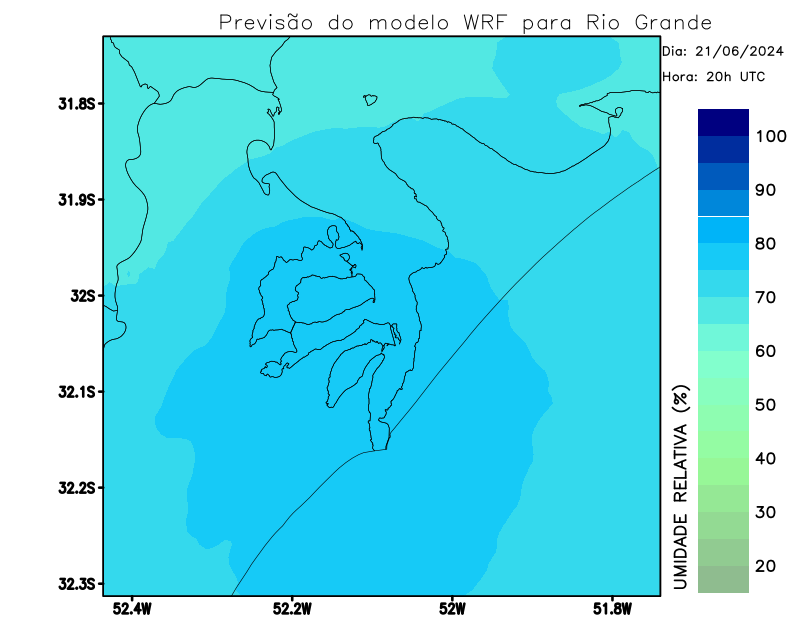 Previsão do modelo WRF para Rio Grande
Dia: 21/06/2024
Hora: 20h UTC
31.8S
31.9S
32S
32.1S
32.2S
32.3S
52.4W
52.2W
52W
51.8W
100
90
80
70
60
50
40
30
20
UMIDADE RELATIVA (%)